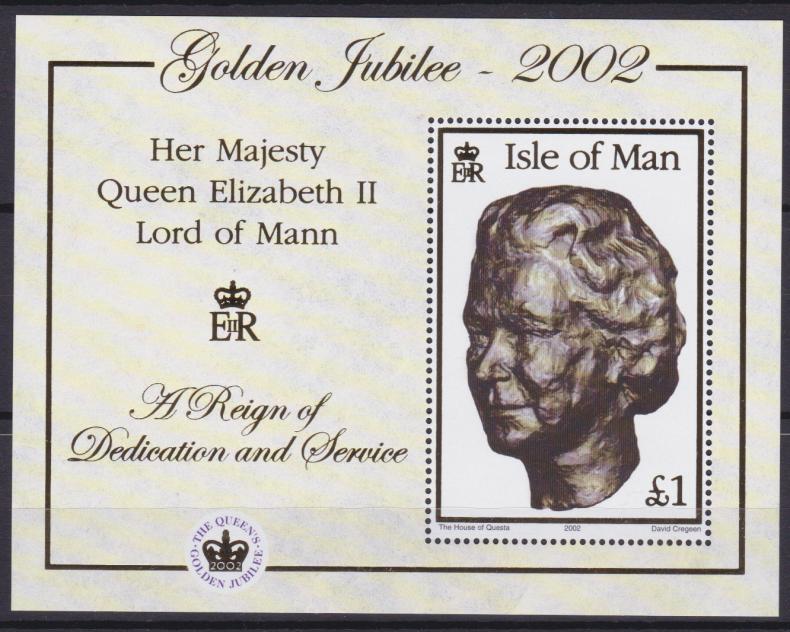 Golden Jubilee - 2002
Her Majesty
Queen Elizabeth II
Lord of Mann
EIIR
A Reign of
Dedication and Service
THE QUEEN'S
GOLDEN JUBILEE
2002
EIIR
Isle of Man
£1
The House of Questa 2002 David Cregeen